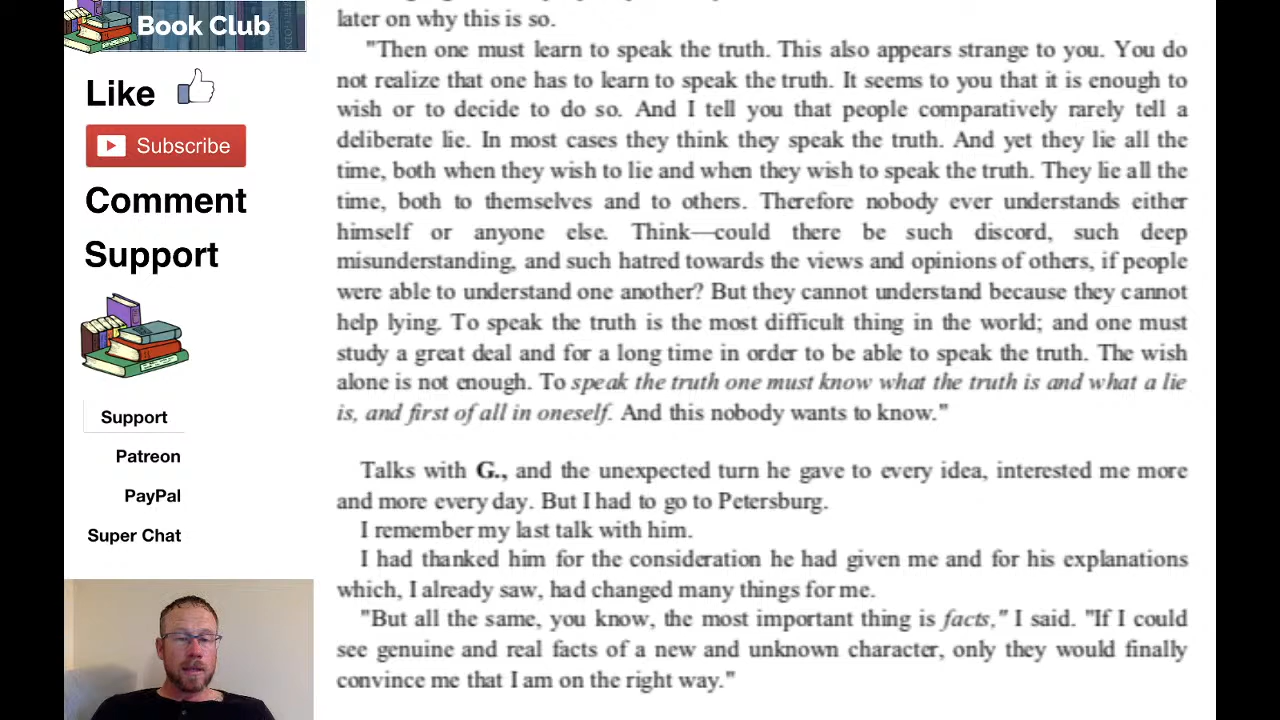 Book Club
Like
Subscribe
Comment
Support
Support
Patreon
PayPal
Super Chat
later on why this is so.
"Then one must learn to speak the truth. This also appears strange to you. You do
not realize that one has to learn to speak the truth. It seems to you that it is enough to
wish or to decide to do so. And I tell you that people comparatively rarely tell a
deliberate lie. In most cases they think they speak the truth. And yet they lie all the
time, both when they wish to lie and when they wish to speak the truth. They lie all the
time, both to themselves and to others. Therefore nobody ever understands either
himself or anyone else. Think—could there be such discord, such deep
misunderstanding, and such hatred towards the views and opinions of others, if people
were able to understand one another? But they cannot understand because they cannot
help lying. To speak the truth is the most difficult thing in the world; and one must
study a great deal and for a long time in order to be able to speak the truth. The wish
alone is not enough. To speak the truth one must know what the truth is and what a lie
is, and first of all in oneself. And this nobody wants to know."
Talks with G., and the unexpected turn he gave to every idea, interested me more
and more every day. But I had to go to Petersburg.
I remember my last talk with him.
I had thanked him for the consideration he had given me and for his explanations
which, I already saw, had changed many things for me.
"But all the same, you know, the most important thing is facts," I said. "If I could
see genuine and real facts of a new and unknown character, only they would finally
convince me that I am on the right way."